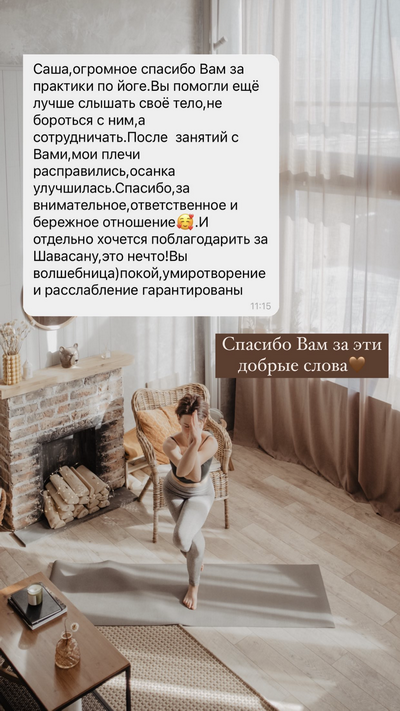 Саша,огромное спасибо Вам за
практики по йоге.Вы помогли ещё
лучше слышать своё тело,не
бороться с ним,а
сотрудничать.После  занятий с
Вами,мои плечи
расправились,осанка
улучшилась.Спасибо,за
внимательное,ответственное и
бережное отношение🥰.И
отдельно хочется поблагодарить за
Шавасану,это нечто!Вы
волшебница)покой,умиротворение
и расслабление гарантированы
11:15
Спасибо Вам за эти
добрые слова🤎